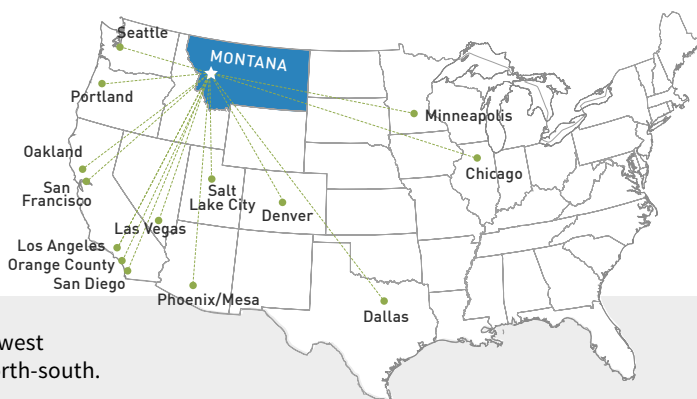 Seattle
MONTANA
Portland
Minneapolis
Oakland
Chicago
San
Francisco
Salt
Lake City
Denver
Las Vegas
Los Angeles
Orange County
San Diego
Phoenix/Mesa
Dallas
west
rth-south.